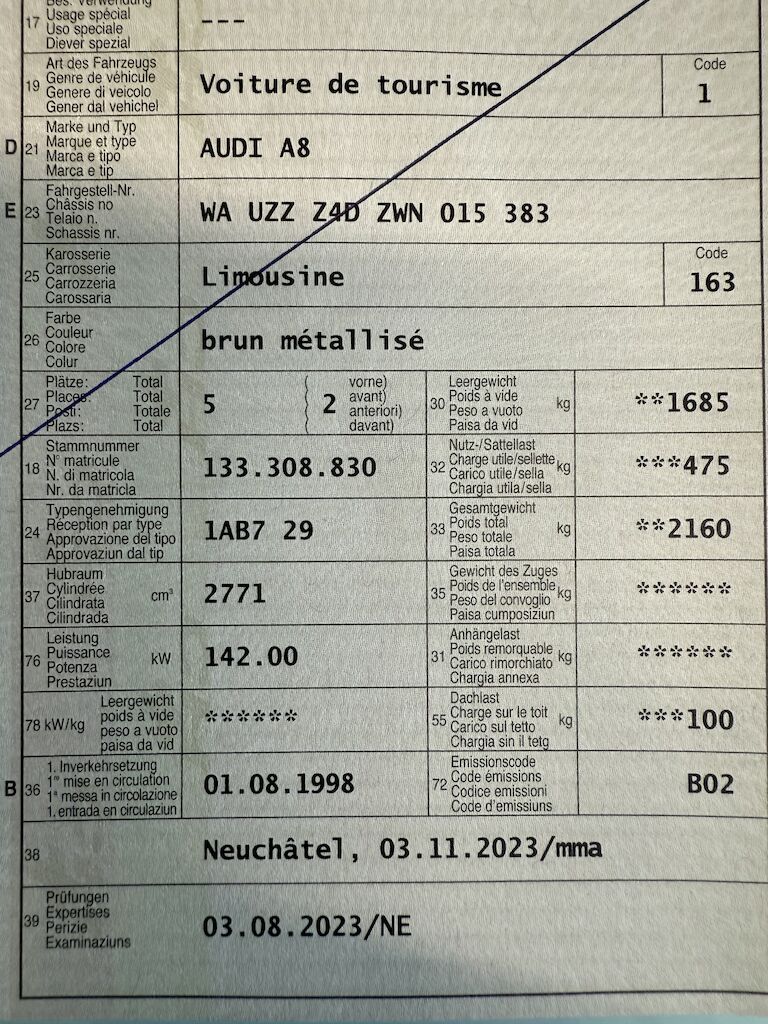 Bes. Verwendung
17 Usage spécial ---
Uso speciale
Diever spezial
Art des Fahrzeugs
19 Genre de véhicule Voiture de tourisme Code 1
Genere di veicolo
Gener dal vehichel
Marke und Typ
D 21 Marque et type AUDI A8
Marca e tipo
Marca e tip
Fahrgestell-Nr.
E 23 Châssis no WA UZZ Z4D ZWN 015 383
Telaio n.
Schassis nr.
Karosserie
25 Carrosserie Limousine Code 163
Carrozzeria
Carossaria
Farbe
26 Couleur brun métallisé
Colore
Colur
27 Plätze: Total 5 ( 2 vorne)
Places: Total avant)
Posti: Totale anteriori)
Plazs: Total davant)
30 Leergewicht kg **1685
Poids à vide
Peso a vuoto
Paisa da vid
18 Stammnummer 133.308.830
N° matricule
N. di matricola
Nr. da matricla
32 Nutz-/Sattellast kg ***475
Charge utile/sellette
Carico utile/sella
Chargia utila/sella
24 Typengenehmigung 1AB7 29
Réception par type
Approvazione del tipo
Approvaziun dal tip
33 Gesamtgewicht kg **2160
Poids total
Peso totale
Paisa totala
37 Hubraum cm³ 2771
Cylindrée
Cilindrata
Cilindrada
35 Gewicht des Zuges kg ******
Poids de l'ensemble
Peso del convoglio
Paisa cumposiziun
76 Leistung kW 142.00
Puissance
Potenza
Prestaziun
31 Anhängelast kg ******
Poids remorquable
Carico rimorchiato
Chargia annexa
78 kW/kg Leergewicht ******
poids à vide
peso a vuoto
paisa da vid
55 Dachlast kg ***100
Charge sur le toit
Carico sul tetto
Chargia sin il tetg
B 36 1. Inverkehrsetzung 01.08.1998
1re mise en circulation
1a messa in circolazione
1. entrada en circulaziun
72 Emissionscode B02
Code émissions
Codice emissioni
Code d'emissiuns
38 Neuchâtel, 03.11.2023/mma
39 Prüfungen 03.08.2023/NE
Expertises
Perizie
Examinaziuns